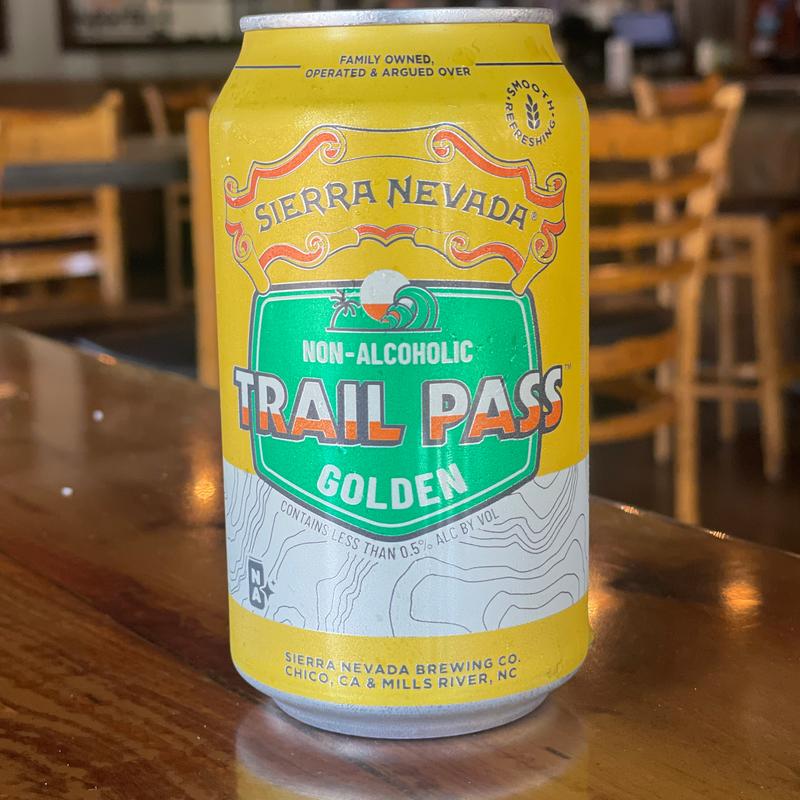 FAMILY OWNED,
OPERATED & ARGUED OVER
SMOOTH
REFRESHING
SIERRA NEVADA®
NON-ALCOHOLIC
TRAIL PASS™
GOLDEN
CONTAINS LESS THAN 0.5% ALC BY VOL
NA
SIERRA NEVADA BREWING CO.
CHICO, CA & MILLS RIVER, NC